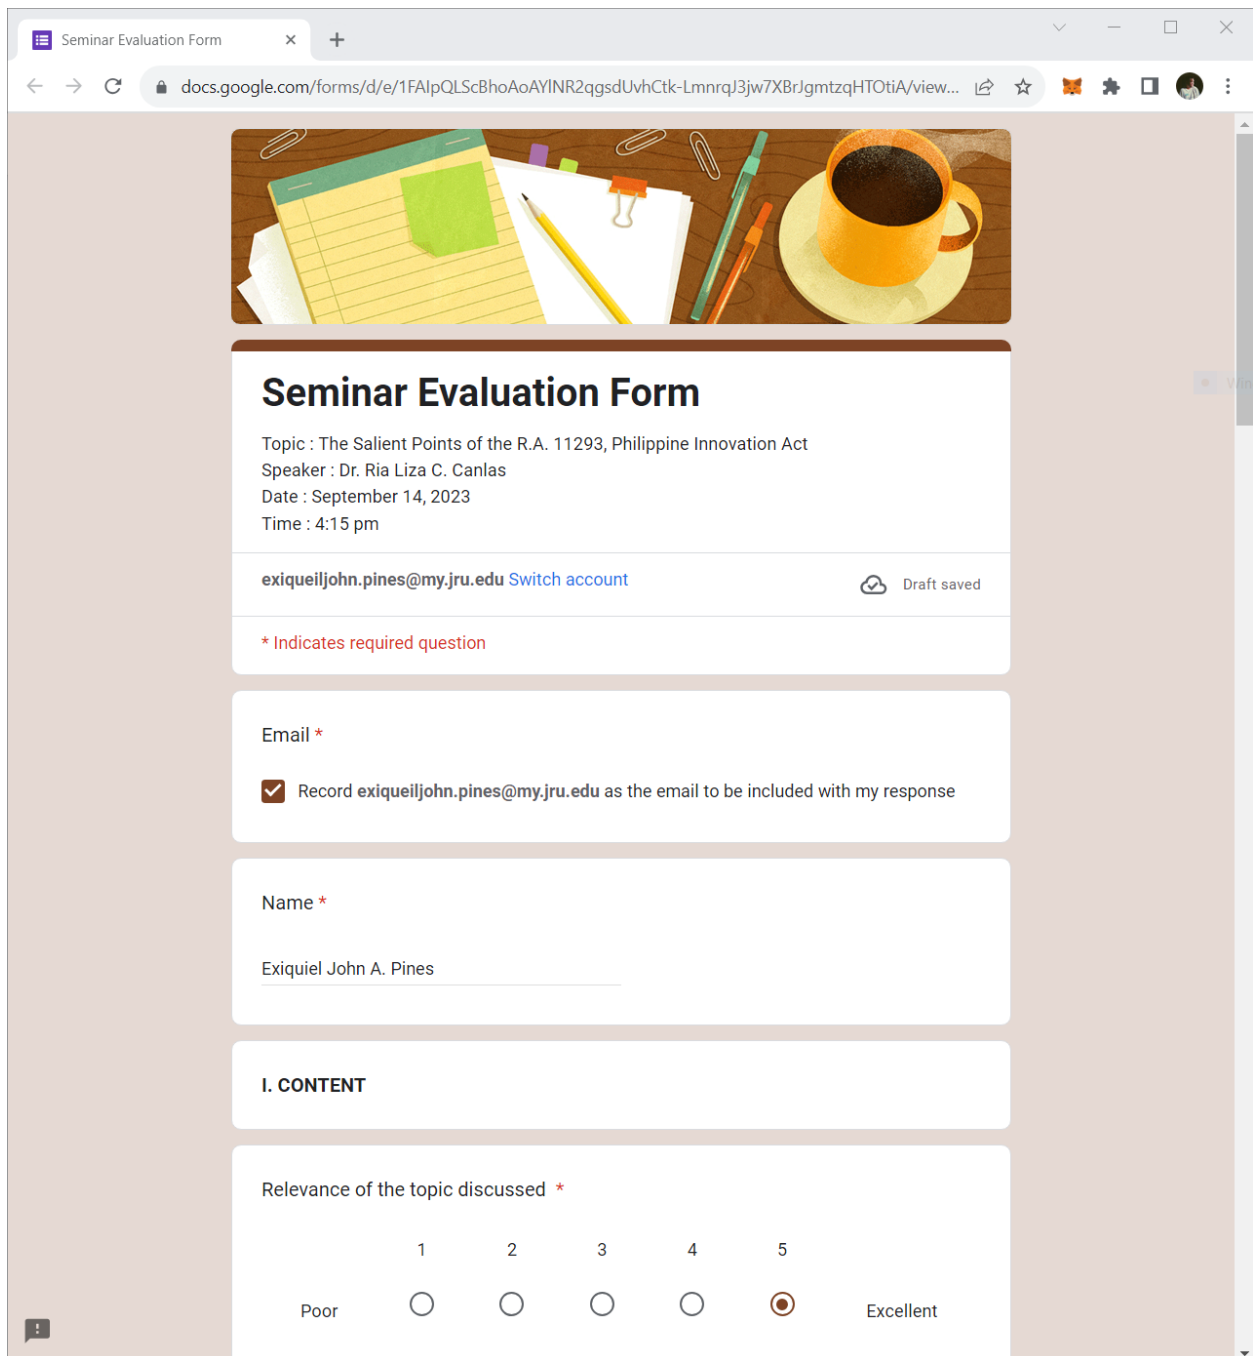 Seminar Evaluation Form
docs.google.com/forms/d/e/1FAIpQLScBhoAoAYlNR2qgsdUvhCtk-LmnrqJ3jw7XBrJgmtzqHTOtiA/view...
Seminar Evaluation Form
Topic : The Salient Points of the R.A. 11293, Philippine Innovation Act
Speaker : Dr. Ria Liza C. Canlas
Date : September 14, 2023
Time : 4:15 pm
exiqueiljohn.pines@my.jru.edu Switch account
Draft saved
* Indicates required question
Email *
Record exiqueiljohn.pines@my.jru.edu as the email to be included with my response
Name *
Exiquiel John A. Pines
I. CONTENT
Relevance of the topic discussed *
1 2 3 4 5
Poor Excellent